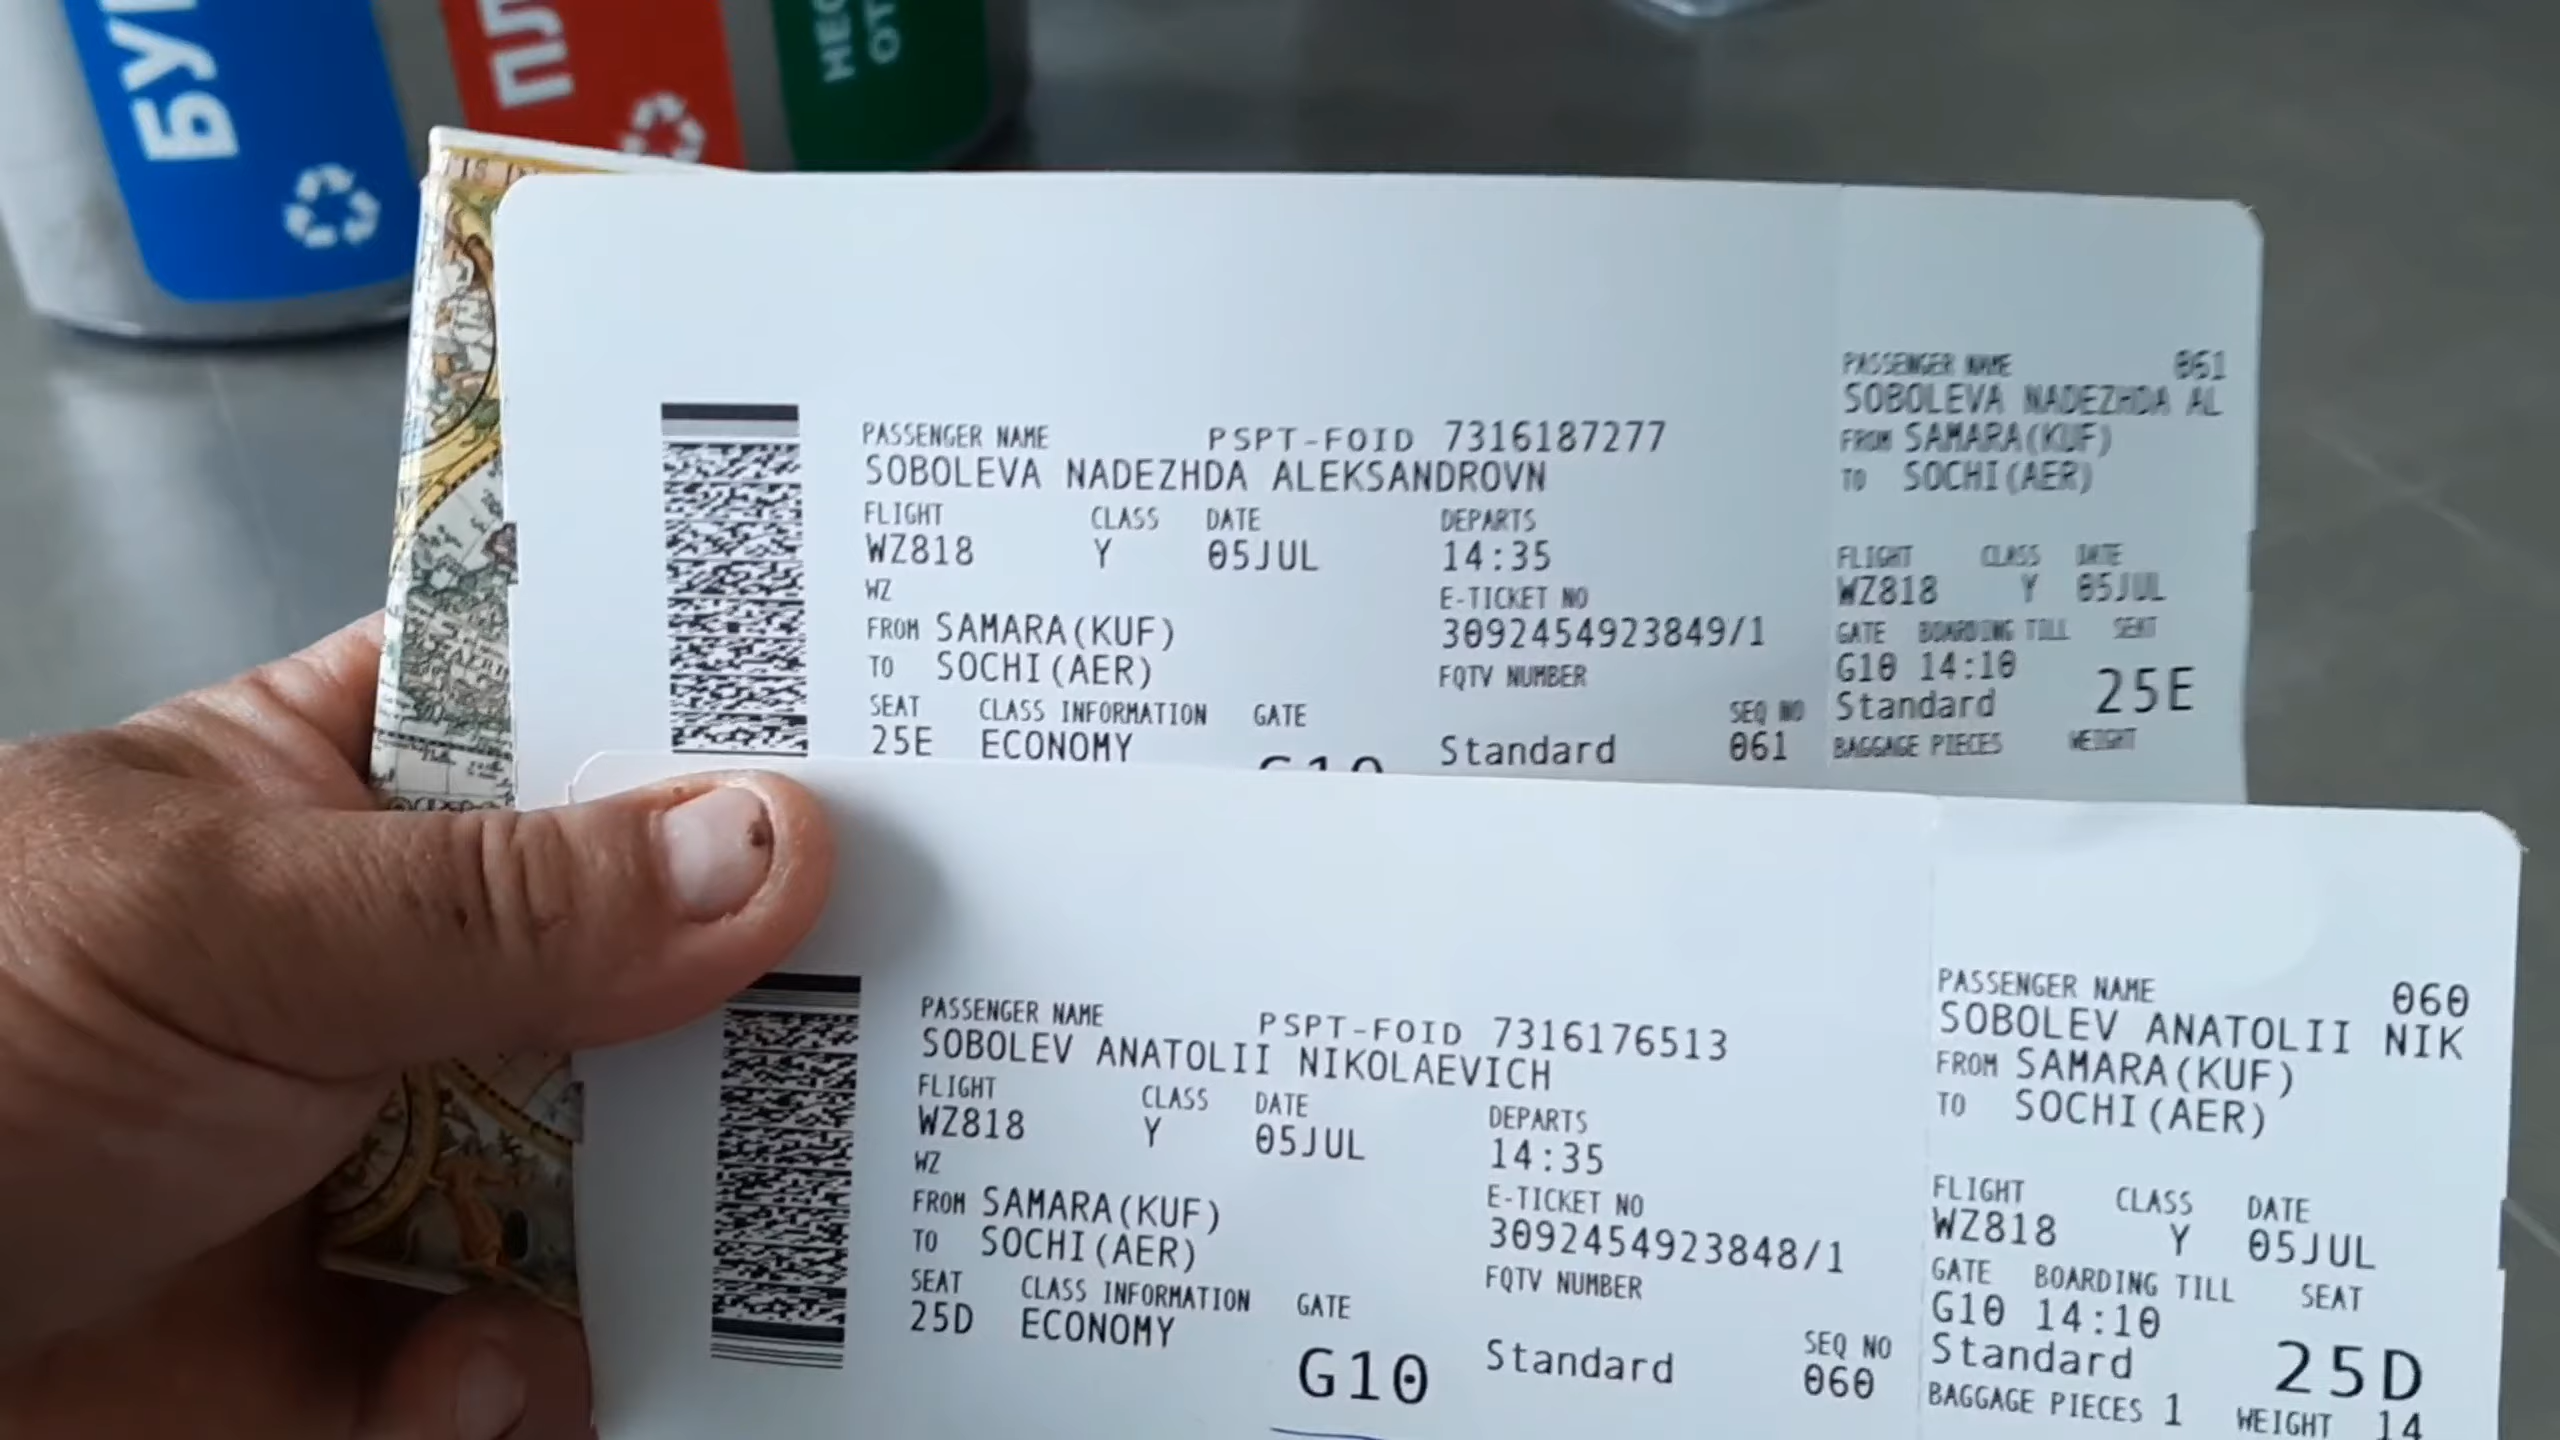 БУ
ПЛ
НЕ
ОТ
PASSENGER NAME PSPT-FOID 7316187277
SOBOLEVA NADEZHDA ALEKSANDROVN
FLIGHT CLASS DATE DEPARTS
WZ818 Y 05JUL 14:35
WZ E-TICKET NO
FROM SAMARA(KUF) 3092454923849/1
TO SOCHI(AER) FQTV NUMBER
SEAT CLASS INFORMATION GATE SEQ NO
25E ECONOMY G10 Standard 061
PASSENGER NAME 061
SOBOLEVA NADEZHDA AL
FROM SAMARA(KUF)
TO SOCHI(AER)
FLIGHT CLASS DATE
WZ818 Y 05JUL
GATE BOARDING TILL SEAT
G10 14:10 25E
Standard
BAGGAGE PIECES WEIGHT
PASSENGER NAME PSPT-FOID 7316176513
SOBOLEV ANATOLII NIKOLAEVICH
FLIGHT CLASS DATE DEPARTS
WZ818 Y 05JUL 14:35
WZ E-TICKET NO
FROM SAMARA(KUF) 3092454923848/1
TO SOCHI(AER) FQTV NUMBER
SEAT CLASS INFORMATION GATE SEQ NO
25D ECONOMY G10 Standard 060
PASSENGER NAME 060
SOBOLEV ANATOLII NIK
FROM SAMARA(KUF)
TO SOCHI(AER)
FLIGHT CLASS DATE
WZ818 Y 05JUL
GATE BOARDING TILL SEAT
G10 14:10 25D
Standard
BAGGAGE PIECES 1 WEIGHT 14